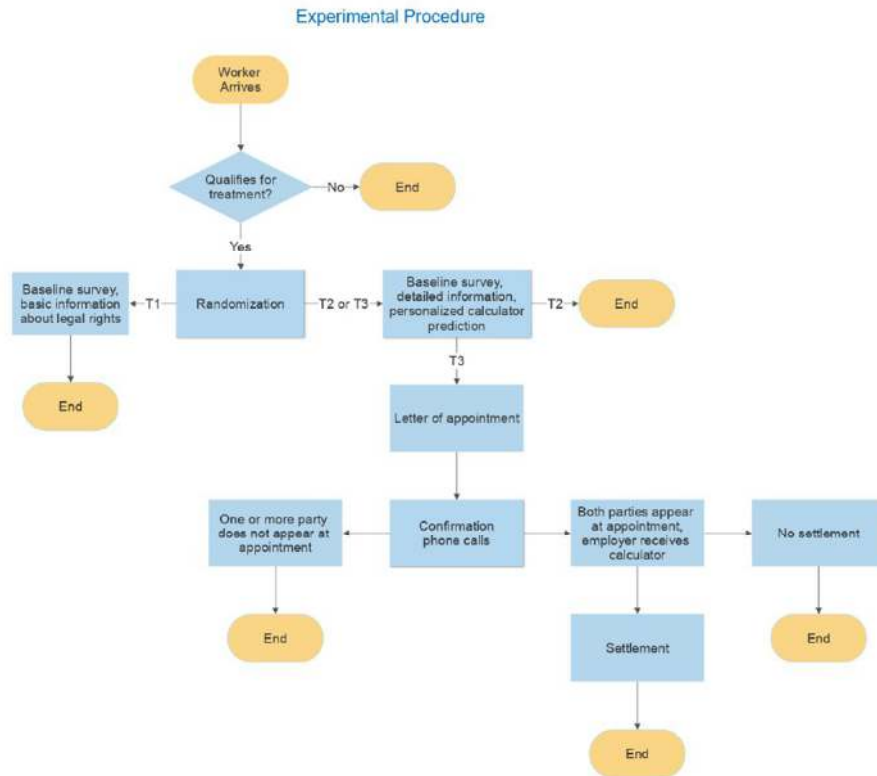 Experimental Procedure
Worker
Arrives
Qualifies for
treatment?
No
End
Yes
Baseline survey,
basic information
about legal rights
T1
Randomization
T2 or T3
Baseline survey,
detailed information,
personalized calculator
prediction
T2
End
T3
End
Letter of appointment
One or more party
does not appear at
appointment
Confirmation
phone calls
Both parties appear
at appointment,
employer receives
calculator
No settlement
End
Settlement
End
End